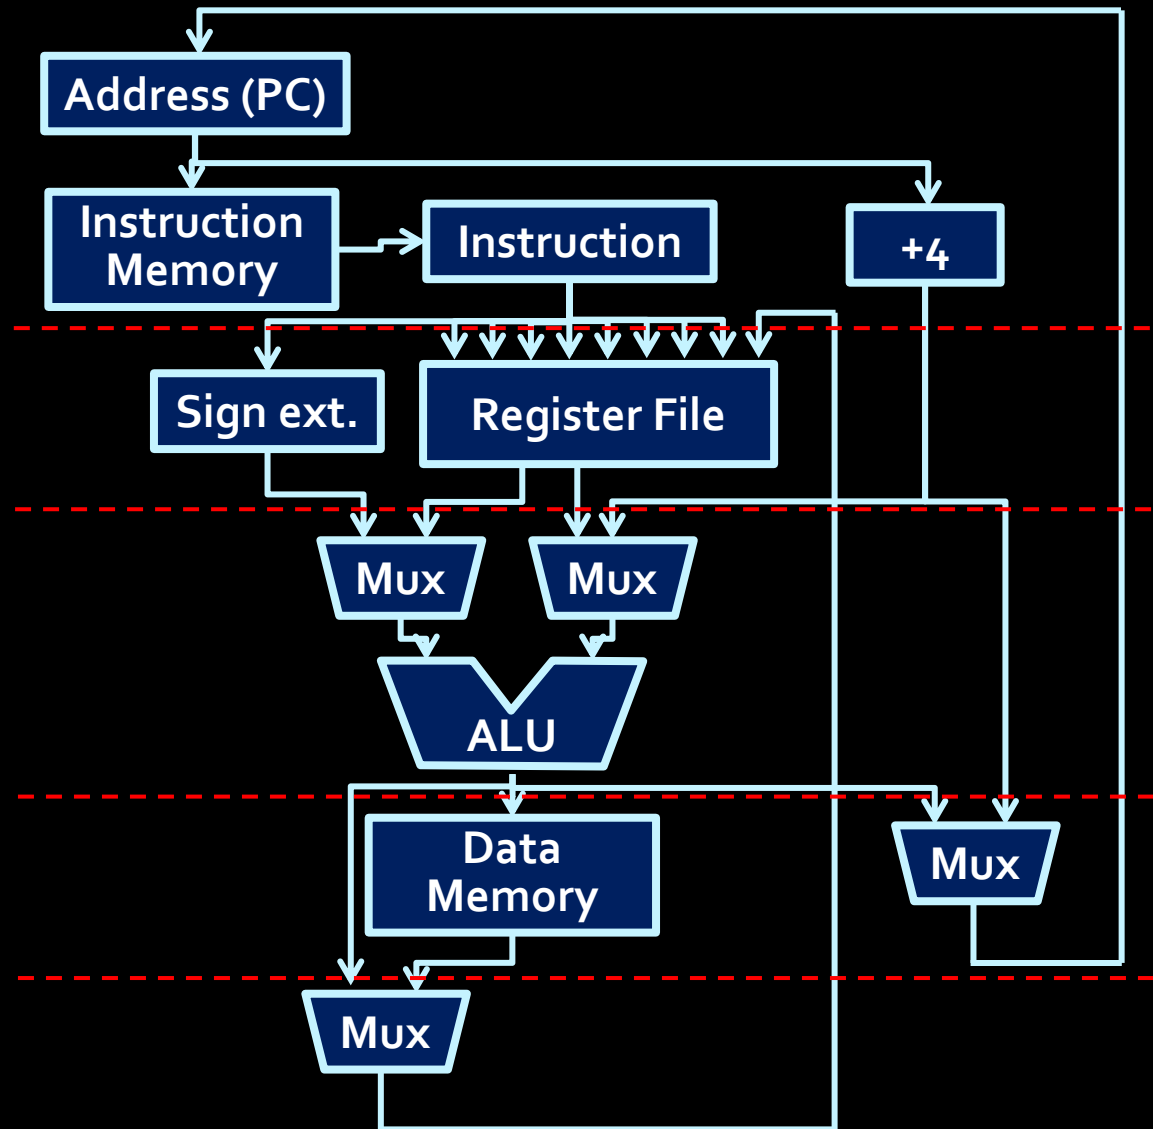 Address (PC)
Instruction
Memory
Instruction
+4
Sign ext.
Register File
Mux
Mux
ALU
Data
Memory
Mux
Mux